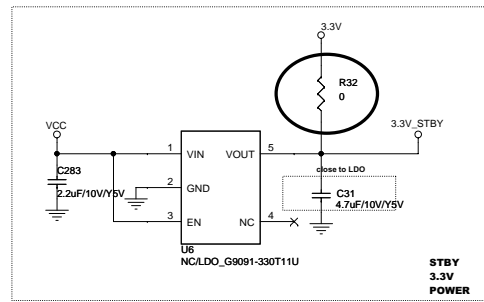 3.3V
R32
0
3.3V_STBY
VCC
1
VIN
VOUT
5
close to LDO
C283
2.2uF/10V/Y5V
2
GND
C31
4.7uF/10V/Y5V
3
EN
NC
4
U6
NC/LDO_G9091-330T11U
STBY
3.3V
POWER